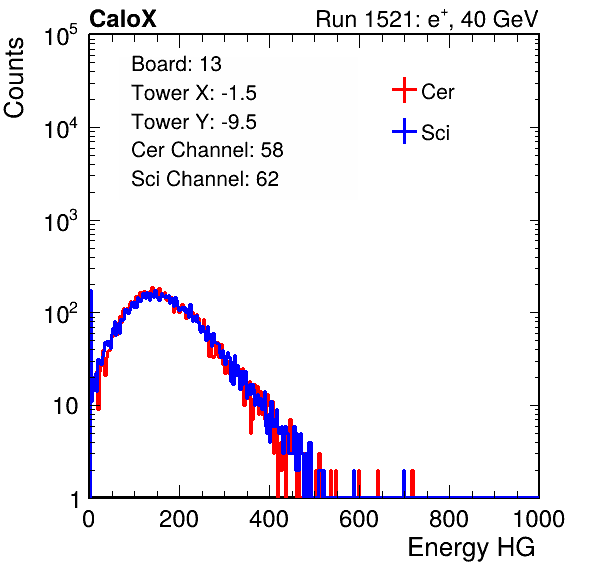 CaloX Run 1521: e⁺, 40 GeV
Counts
10⁵
10⁴
10³
10²
10
1
Board: 13
Tower X: -1.5
Tower Y: -9.5
Cer Channel: 58
Sci Channel: 62
Cer
Sci
0 200 400 600 800 1000
Energy HG